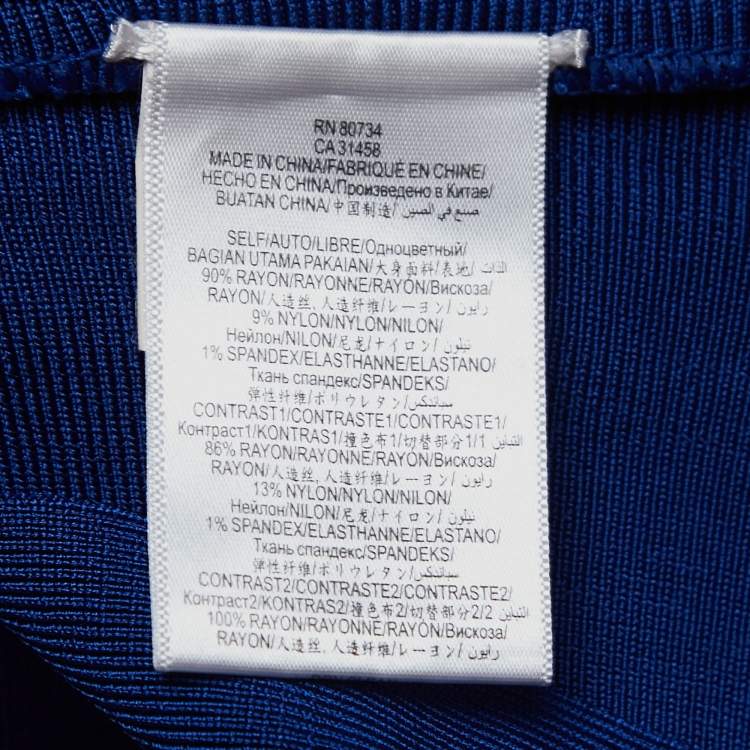 RN 80734
CA 31458
MADE IN CHINA/FABRIQUÉ EN CHINE/
HECHO EN CHINA/Произведено в Китае/
BUATAN CHINA/中国制造/صنع في الصين
SELF/AUTO/LIBRE/Одноцветный/
BAGIAN UTAMA PAKAIAN/大身面料/表地/الذات
90% RAYON/RAYONNE/RAYÓN/Вискоза/
RAYON/人造丝, 人造纤维/レーヨン/رايون
9% NYLON/NYLON/NILON/
Нейлон/NILON/尼龙/ナイロン/نيلون
1% SPANDEX/ELASTHANNE/ELASTANO/
Ткань спандекс/SPANDEKS/
弹性纤维/ポリウレタン/سباندكس
CONTRAST1/CONTRASTE1/CONTRASTE1/
Контраст1/KONTRAS1/撞色布1/切替部分1/التباين 1
86% RAYON/RAYONNE/RAYÓN/Вискоза/
RAYON/人造丝, 人造纤维/レーヨン/رايون
13% NYLON/NYLON/NILON/
Нейлон/NILON/尼龙/ナイロン/نيلون
1% SPANDEX/ELASTHANNE/ELASTANO/
Ткань спандекс/SPANDEKS/
弹性纤维/ポリウレタン/سباندكس
CONTRAST2/CONTRASTE2/CONTRASTE2/
Контраст2/KONTRAS2/撞色布2/切替部分2/التباين 2
100% RAYON/RAYONNE/RAYÓN/Вискоза/
RAYON/人造丝, 人造纤维/レーヨン/رايون